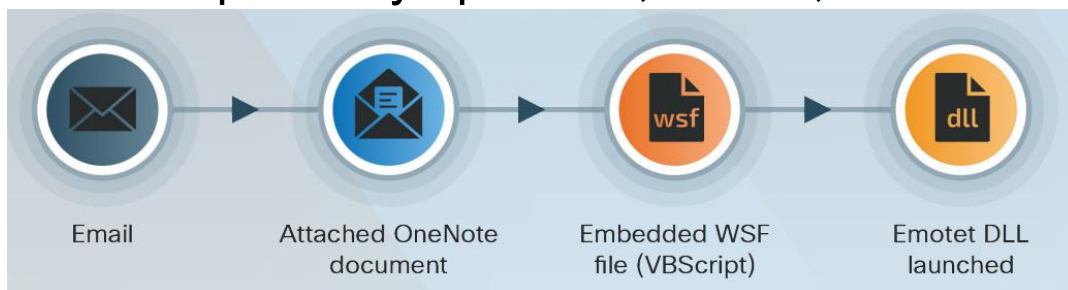 wsf
dll
Email
Attached OneNote
document
Embedded WSF
file (VBScript)
Emotet DLL
launched